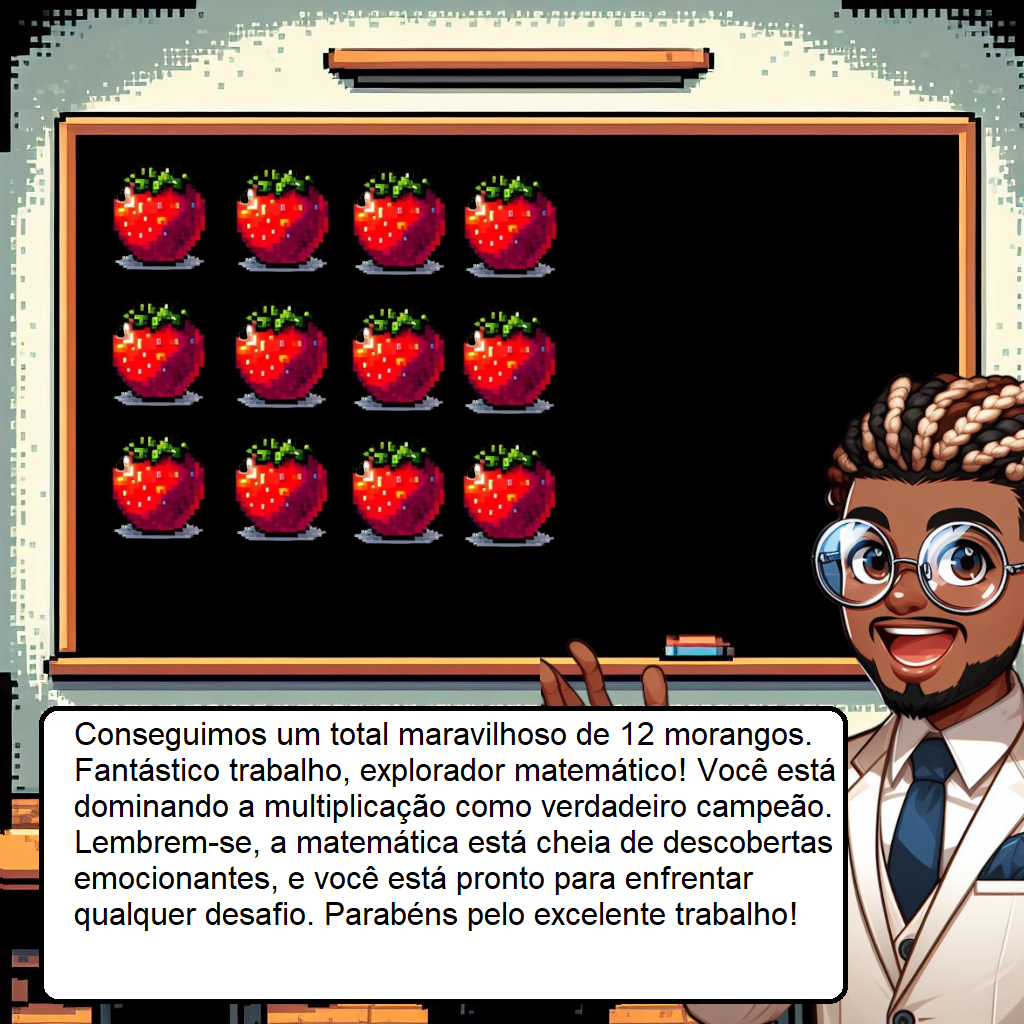 Conseguimos um total maravilhoso de 12 morangos.
Fantástico trabalho, explorador matemático! Você está
dominando a multiplicação como verdadeiro campeão.
Lembrem-se, a matemática está cheia de descobertas
emocionantes, e você está pronto para enfrentar
qualquer desafio. Parabéns pelo excelente trabalho!